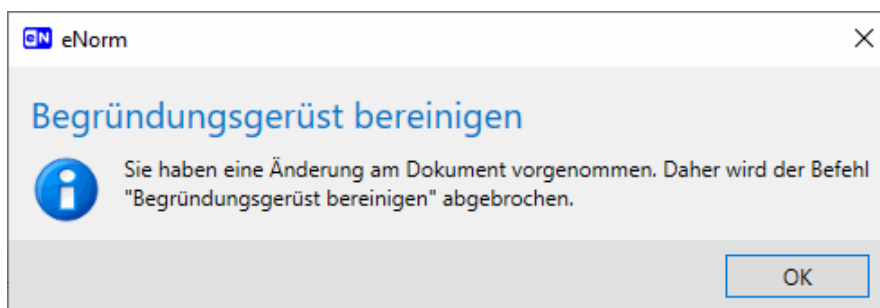 eN eNorm
Begründungsgerüst bereinigen
Sie haben eine Änderung am Dokument vorgenommen. Daher wird der Befehl
"Begründungsgerüst bereinigen" abgebrochen.
OK